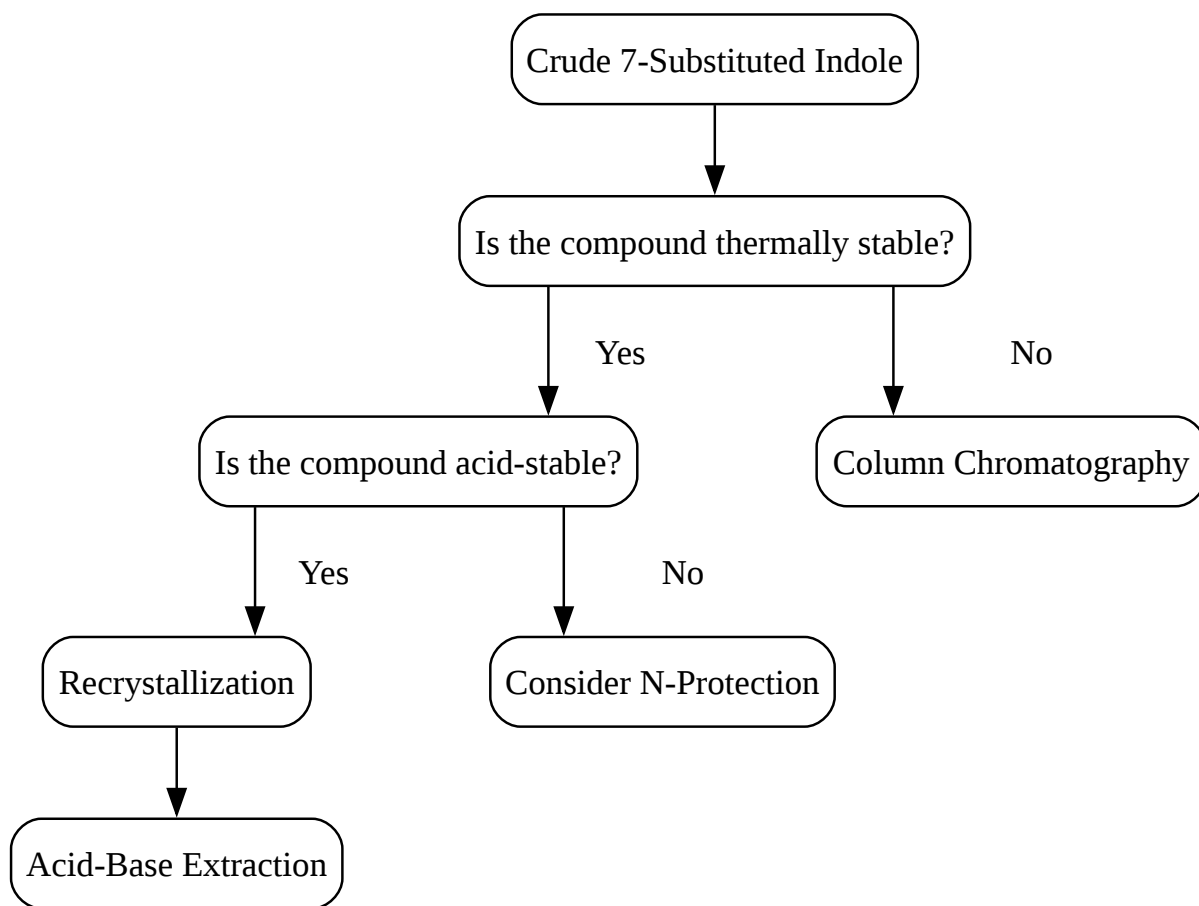 Crude 7-Substituted Indole
Is the compound thermally stable?
Yes
No
Is the compound acid-stable?
Column Chromatography
Yes
No
Recrystallization
Consider N-Protection
Acid-Base Extraction